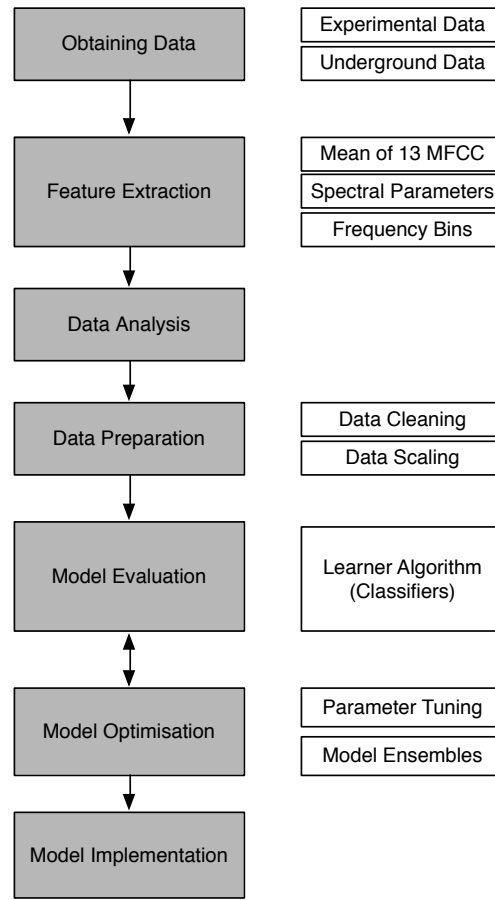 Obtaining Data
Experimental Data
Underground Data
Feature Extraction
Mean of 13 MFCC
Spectral Parameters
Frequency Bins
Data Analysis
Data Preparation
Data Cleaning
Data Scaling
Model Evaluation
Learner Algorithm
(Classifiers)
Model Optimisation
Parameter Tuning
Model Ensembles
Model Implementation